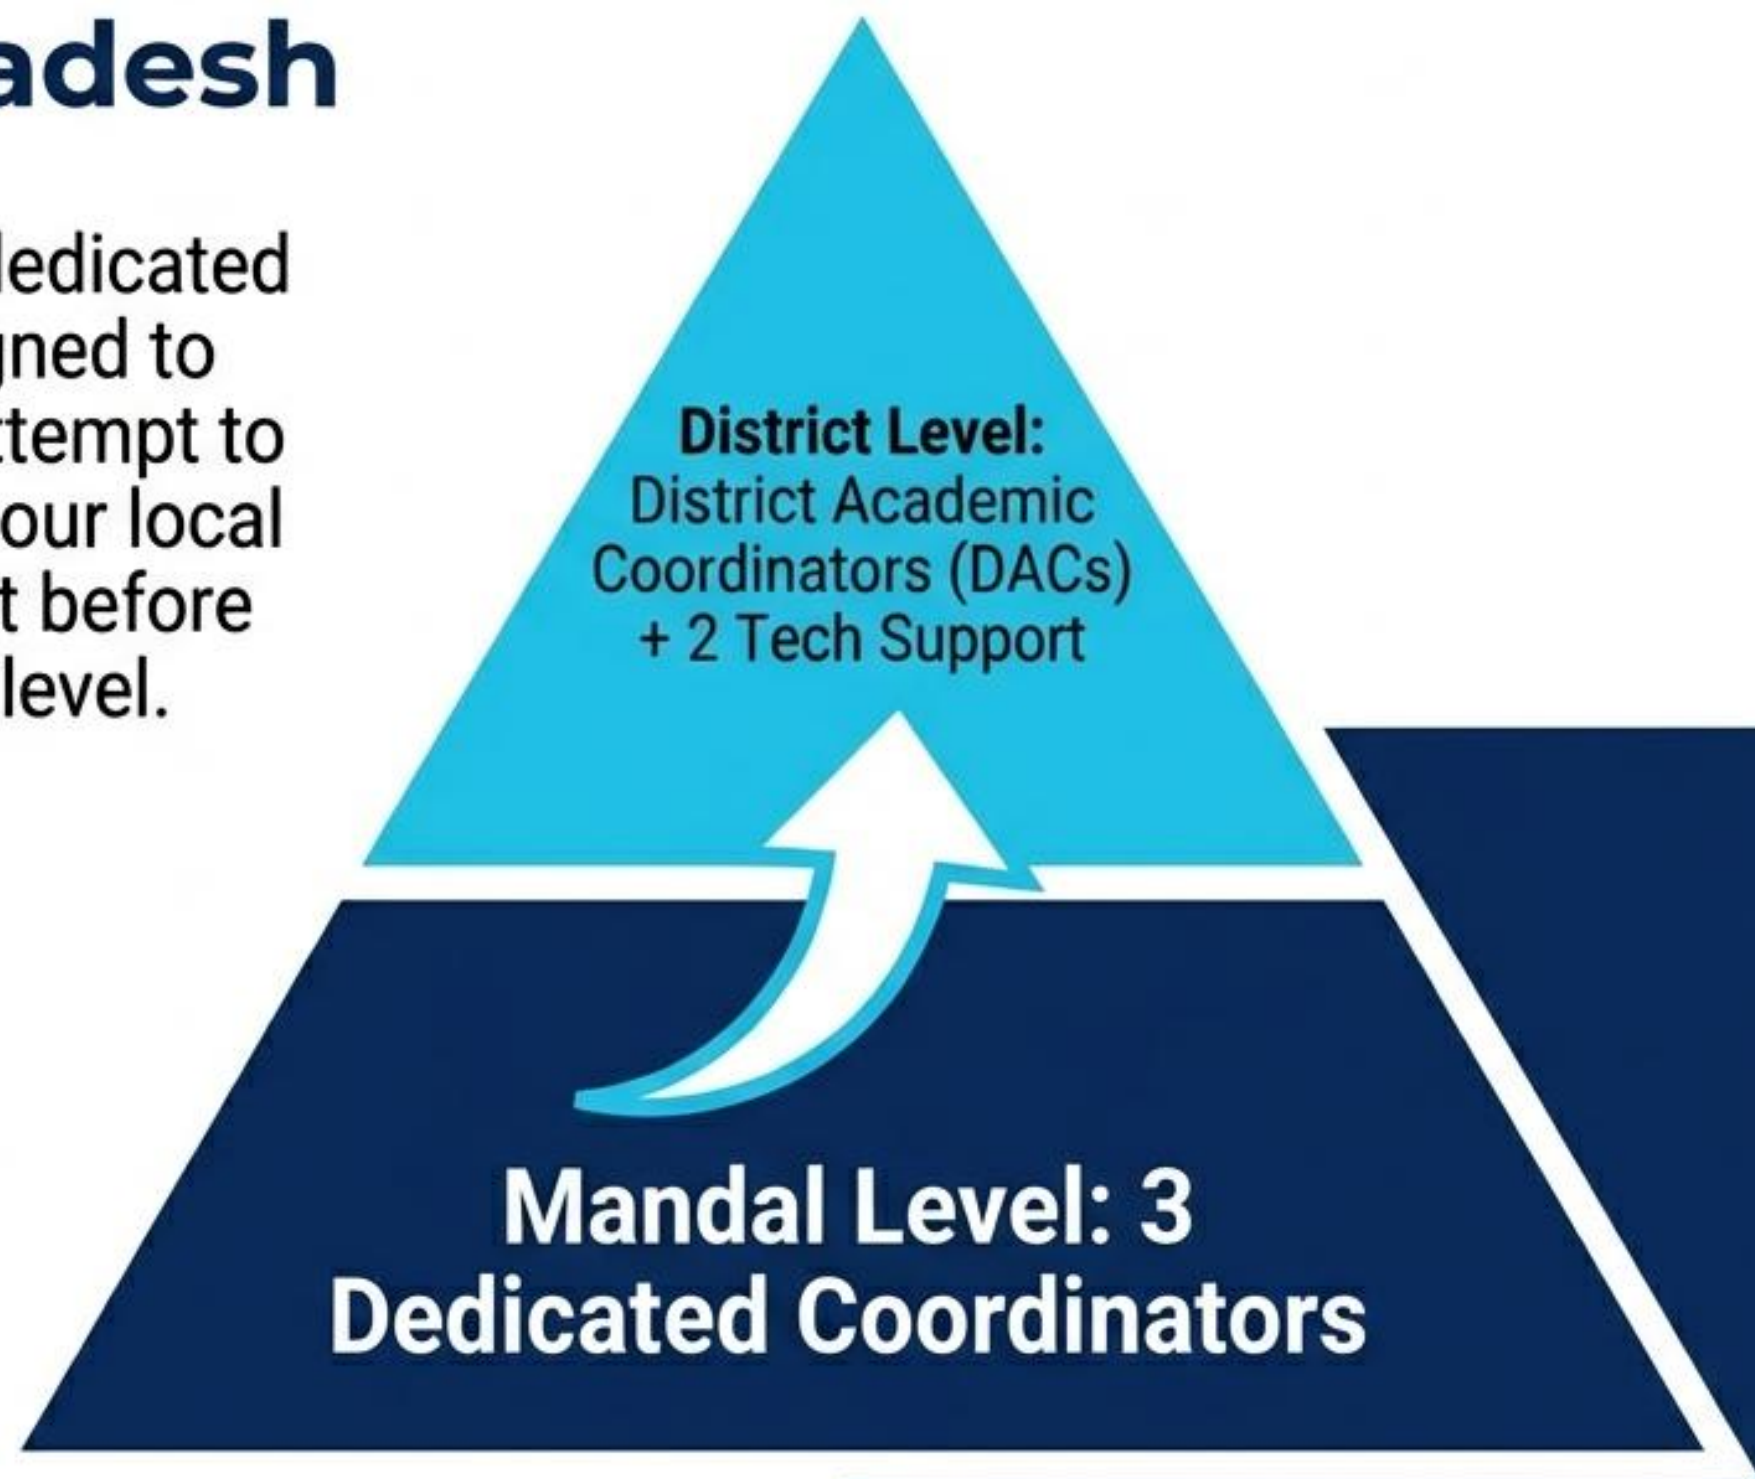 adesh
edicated
gned to
ttempt to
our local
t before
level.
District Level:
District Academic
Coordinators (DACs)
+ 2 Tech Support
Mandal Level: 3
Dedicated Coordinators